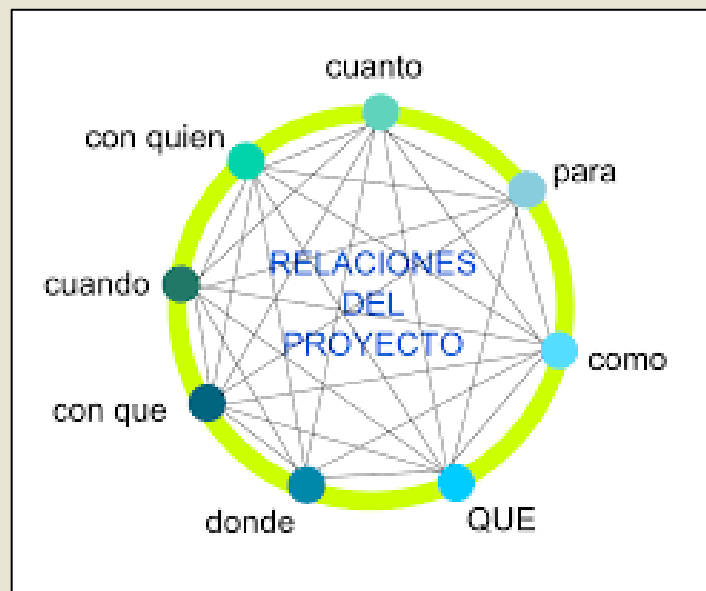 cuanto
con quien
para
RELACIONES
DEL
PROYECTO
cuando
como
con que
donde
QUE